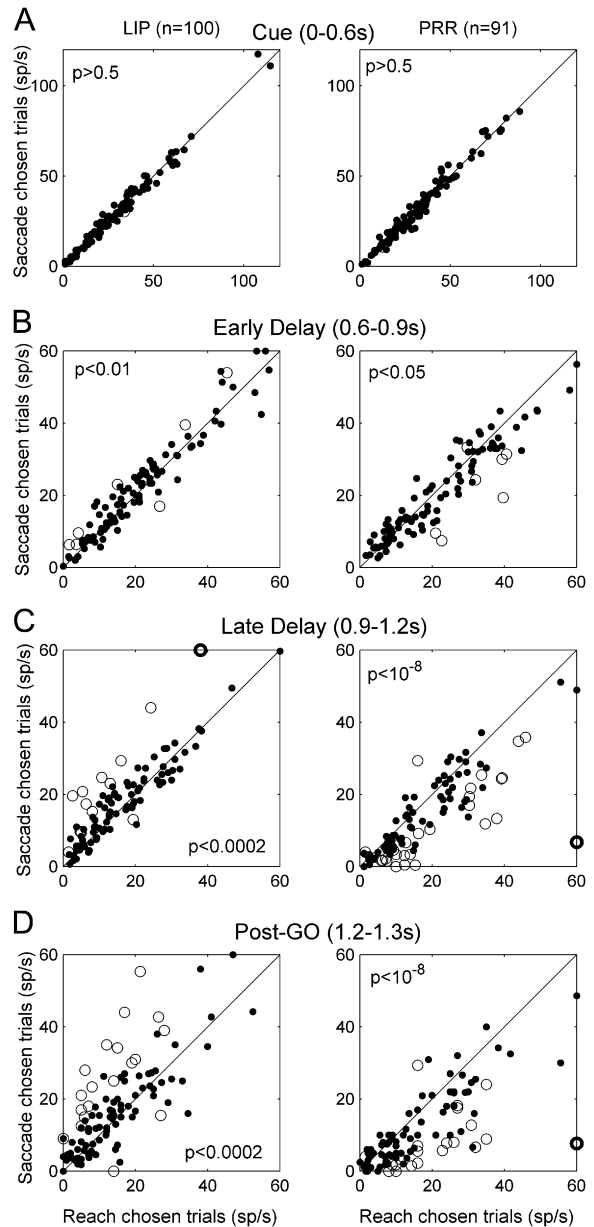 A
LIP (n=100) Cue (0-0.6s) PRR (n=91)
Saccade chosen trials (sp/s)
p>0.5
100
50
0
0 50 100
p>0.5
100
50
0
0 50 100
B
Early Delay (0.6-0.9s)
Saccade chosen trials (sp/s)
p<0.01
60
40
20
0
0 20 40 60
p<0.05
60
40
20
0
0 20 40 60
C
Late Delay (0.9-1.2s)
Saccade chosen trials (sp/s)
60
40
20
0
p<0.0002
0 20 40 60
p<10-8
60
40
20
0
0 20 40 60
D
Post-GO (1.2-1.3s)
Saccade chosen trials (sp/s)
60
40
20
0
p<0.0002
0 20 40 60
Reach chosen trials (sp/s)
p<10-8
60
40
20
0
0 20 40 60
Reach chosen trials (sp/s)